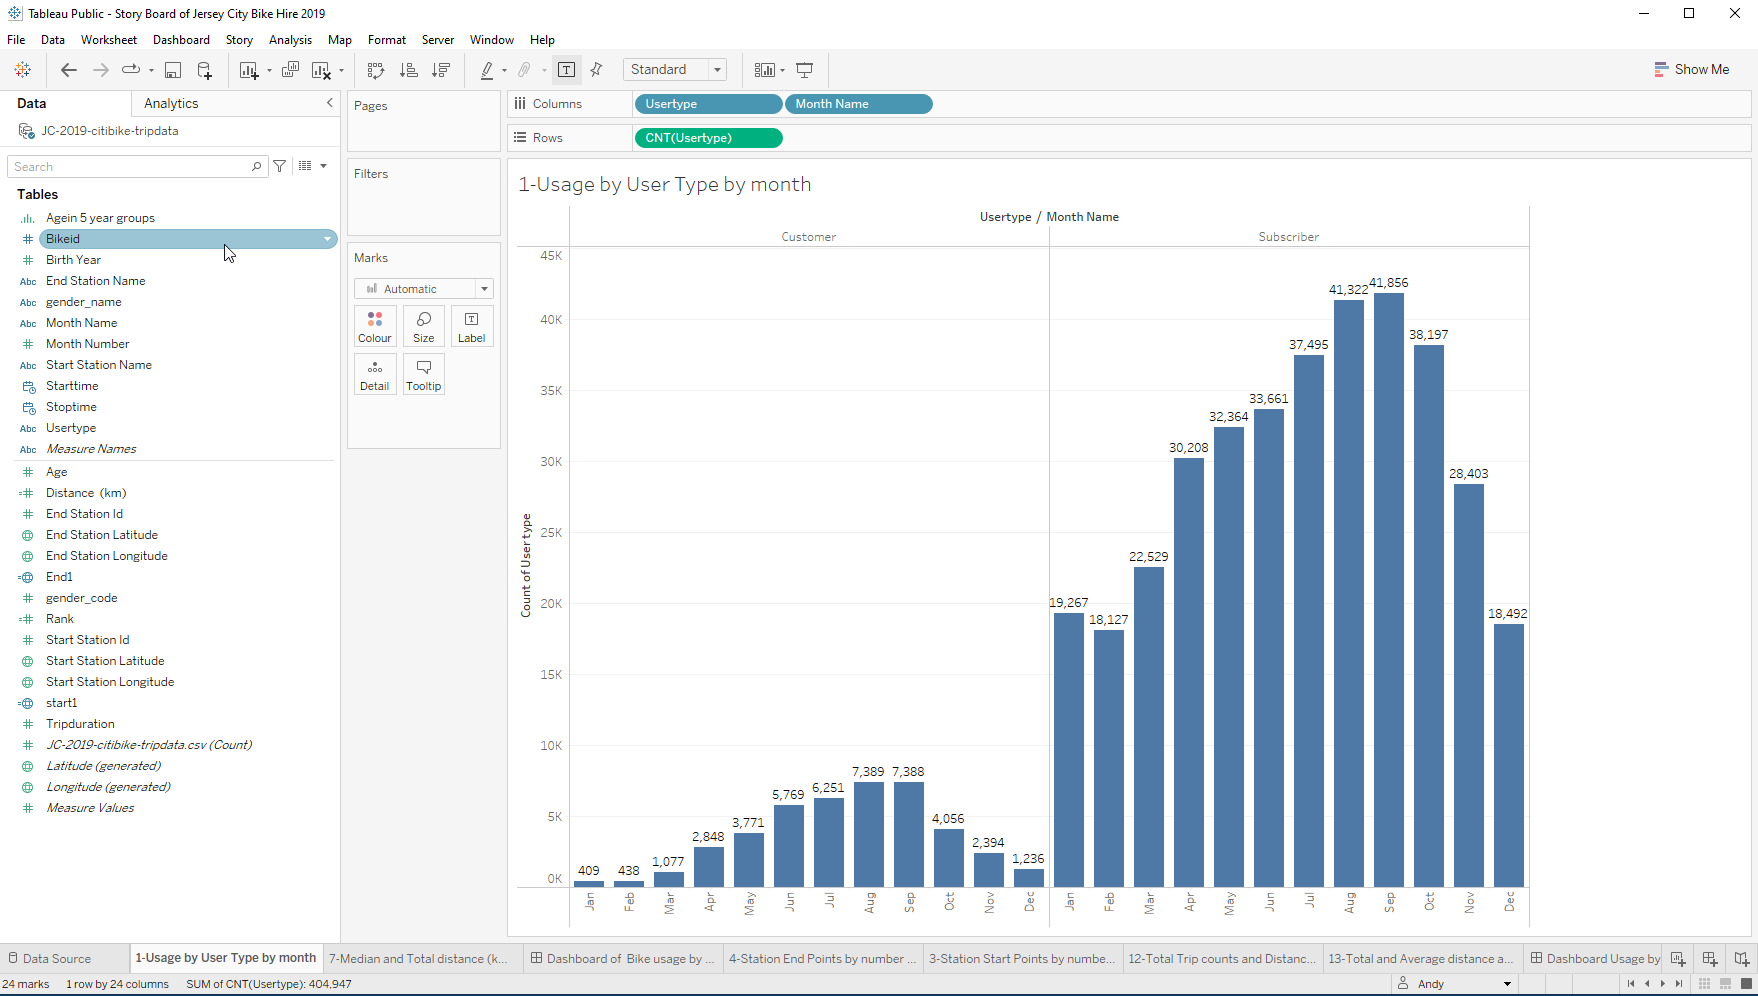 Tableau Public - Story Board of Jersey City Bike Hire 2019
File Data Worksheet Dashboard Story Analysis Map Format Server Window Help
Standard
Show Me
Data Analytics
JC-2019-citibike-tripdata
Search
Tables
Agein 5 year groups
Bikeid
Birth Year
Abc End Station Name
Abc gender_name
Abc Month Name
Month Number
Abc Start Station Name
Starttime
Stoptime
Abc Usertype
Abc Measure Names
Age
Distance (km)
End Station Id
End Station Latitude
End Station Longitude
End1
gender_code
Rank
Start Station Id
Start Station Latitude
Start Station Longitude
start1
Tripduration
JC-2019-citibike-tripdata.csv (Count)
Latitude (generated)
Longitude (generated)
Measure Values
Pages
Filters
Marks
Automatic
Colour Size Label
Detail Tooltip
Columns Usertype Month Name
Rows CNT(Usertype)
1-Usage by User Type by month
Usertype / Month Name
Customer Subscriber
Count of Usertype
45K
40K
35K
30K
25K
20K
15K
10K
5K
0K
409 438 1,077 2,848 3,771 5,769 6,251 7,389 7,388 4,056 2,394 1,236
19,267 18,127 22,529 30,208 32,364 33,661 37,495 41,322 41,856 38,197 28,403 18,492
Jan Feb Mar Apr May Jun Jul Aug Sep Oct Nov Dec Jan Feb Mar Apr May Jun Jul Aug Sep Oct Nov Dec
Data Source 1-Usage by User Type by month 7-Median and Total distance (k... Dashboard of Bike usage by ... 4-Station End Points by number ... 3-Station Start Points by numbe... 12-Total Trip counts and Distanc... 13-Total and Average distance a... Dashboard Usage by
24 marks 1 row by 24 columns SUM of CNT(Usertype): 404,947 Andy